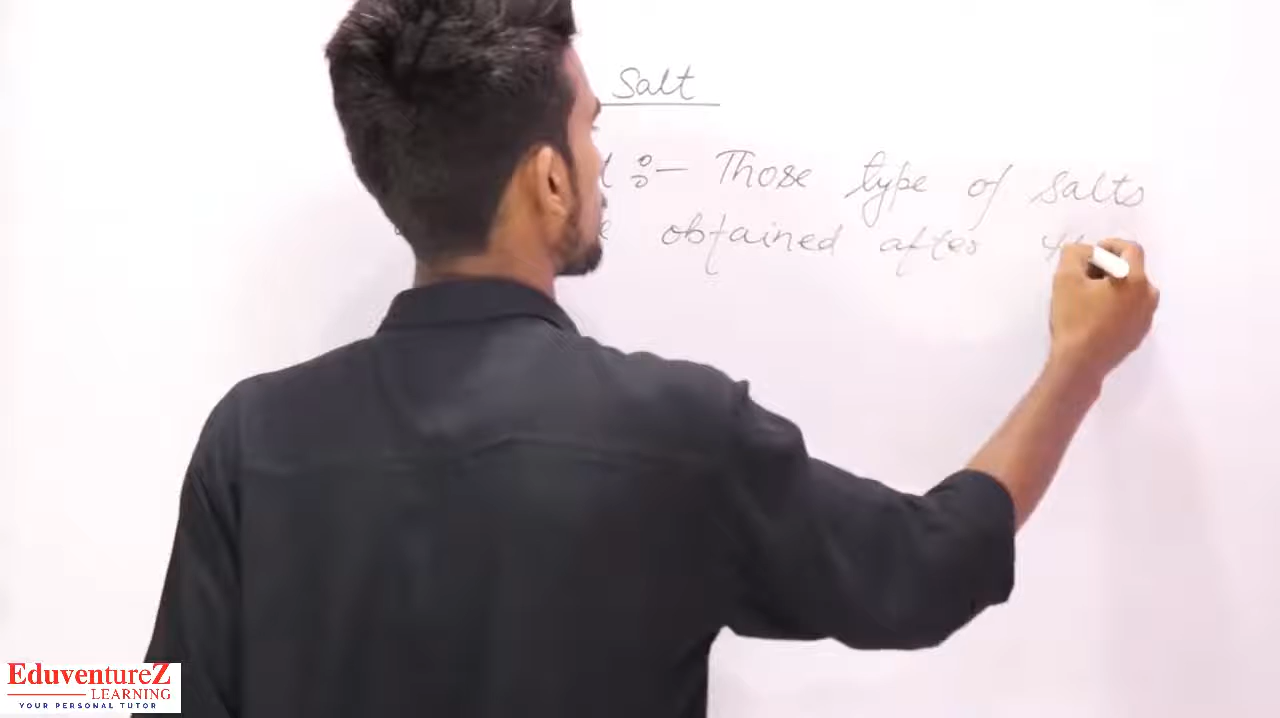 Salt
:- Those type of salts
obtained after
EduventureZ
LEARNING
YOUR PERSONAL TUTOR